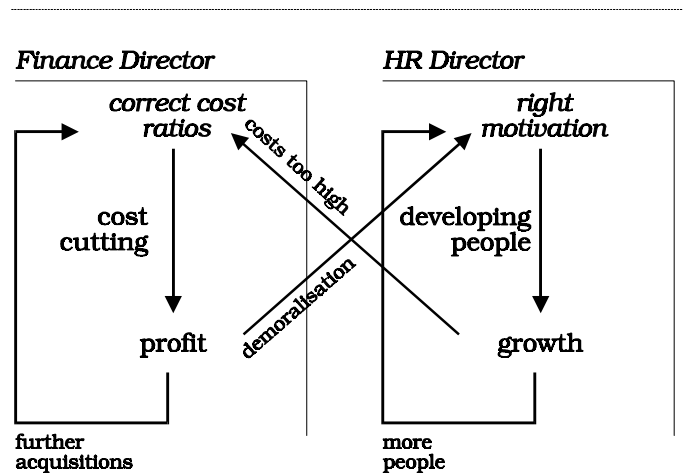 Finance Director
correct cost
ratios
costs too high
cost
cutting
demoralisation
profit
further
acquisitions
HR Director
right
motivation
developing
people
growth
more
people